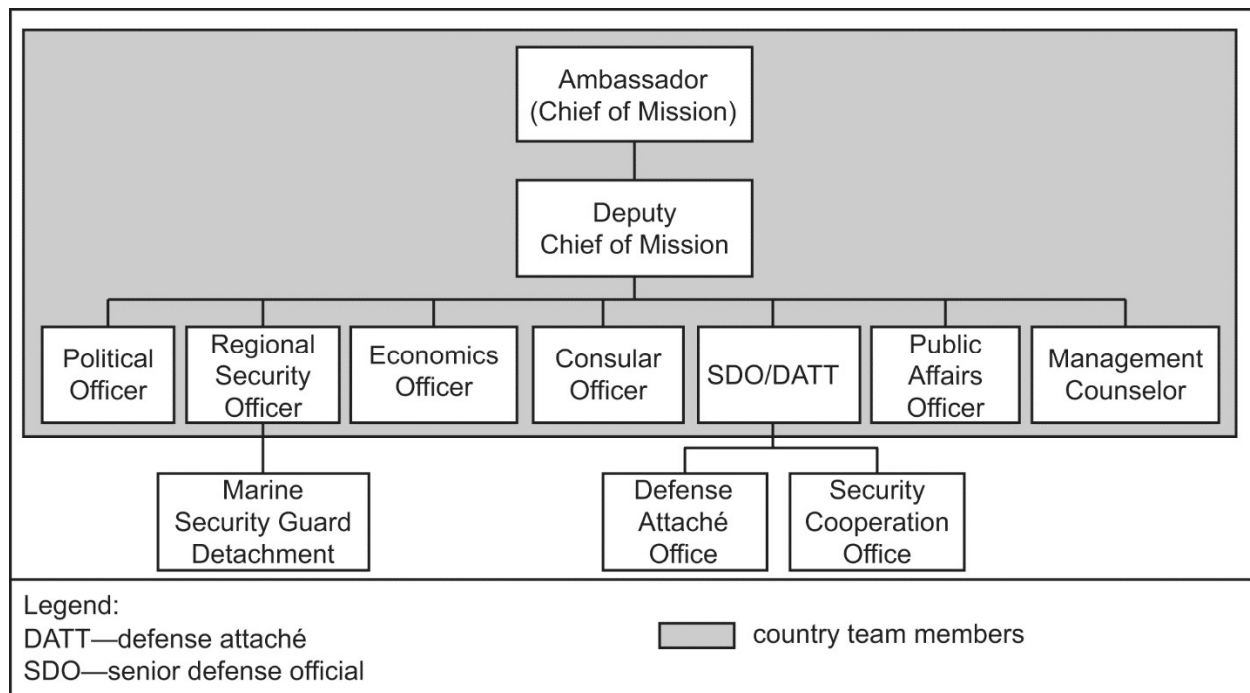 Ambassador
(Chief of Mission)
Deputy
Chief of Mission
Political
Officer
Regional
Security
Officer
Economics
Officer
Consular
Officer
SDO/DATT
Public
Affairs
Officer
Management
Counselor
Marine
Security Guard
Detachment
Defense
Attaché
Office
Security
Cooperation
Office
Legend:
DATT—defense attaché
SDO—senior defense official
country team members